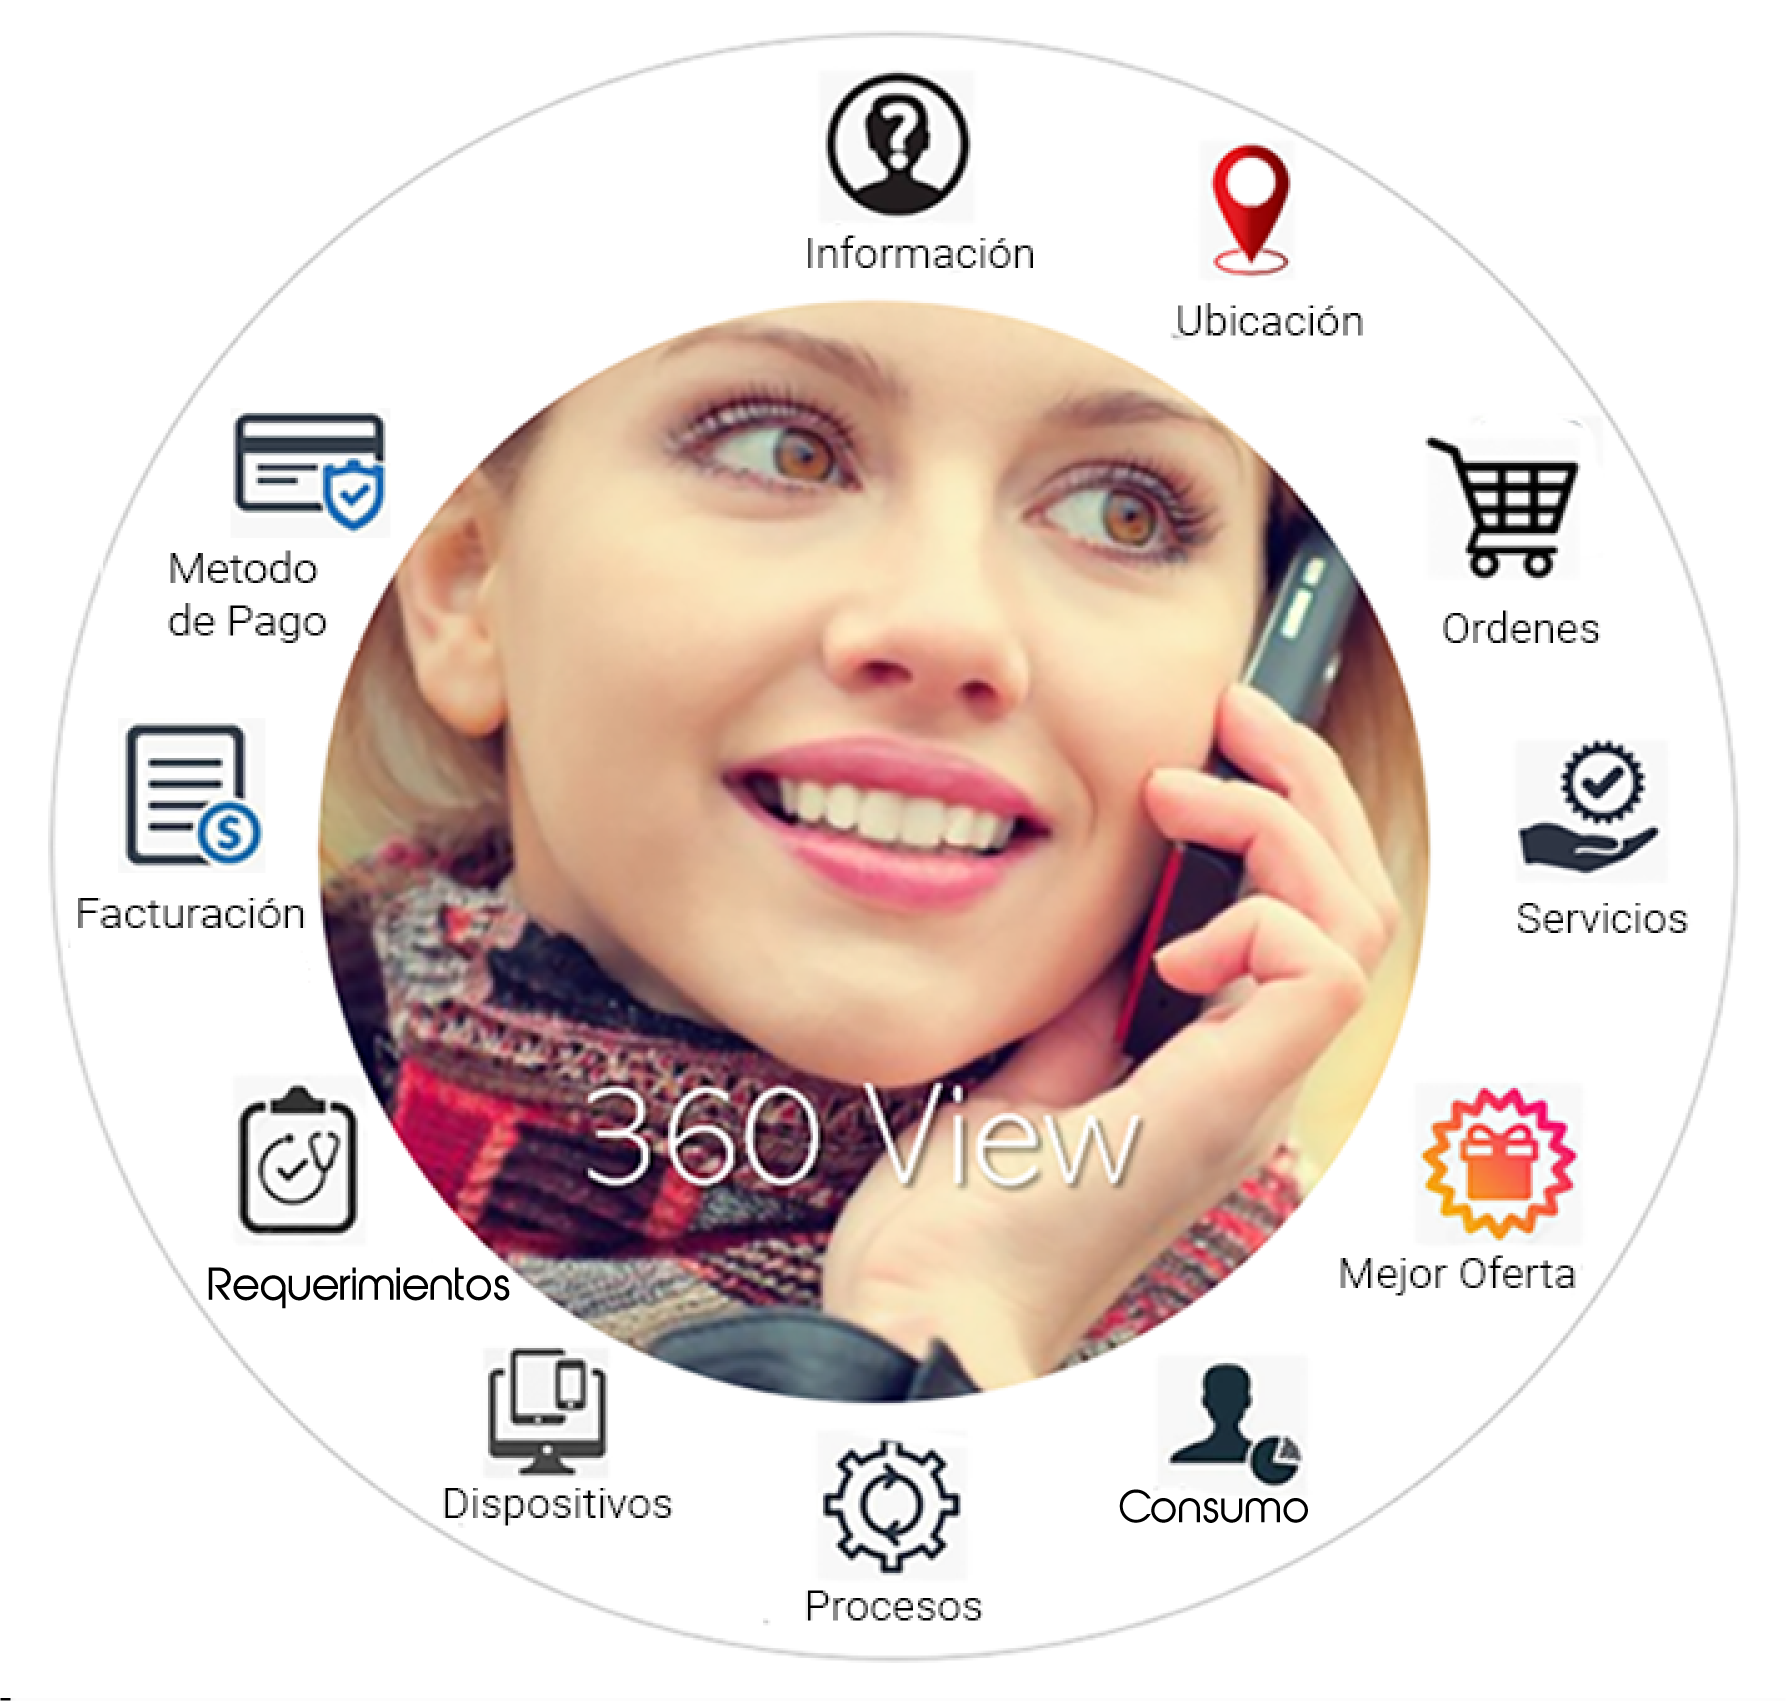 Información
Ubicación
Metodo
de Pago
Ordenes
Facturación
Servicios
360 View
Requerimientos
Mejor Oferta
Dispositivos
Consumo
Procesos